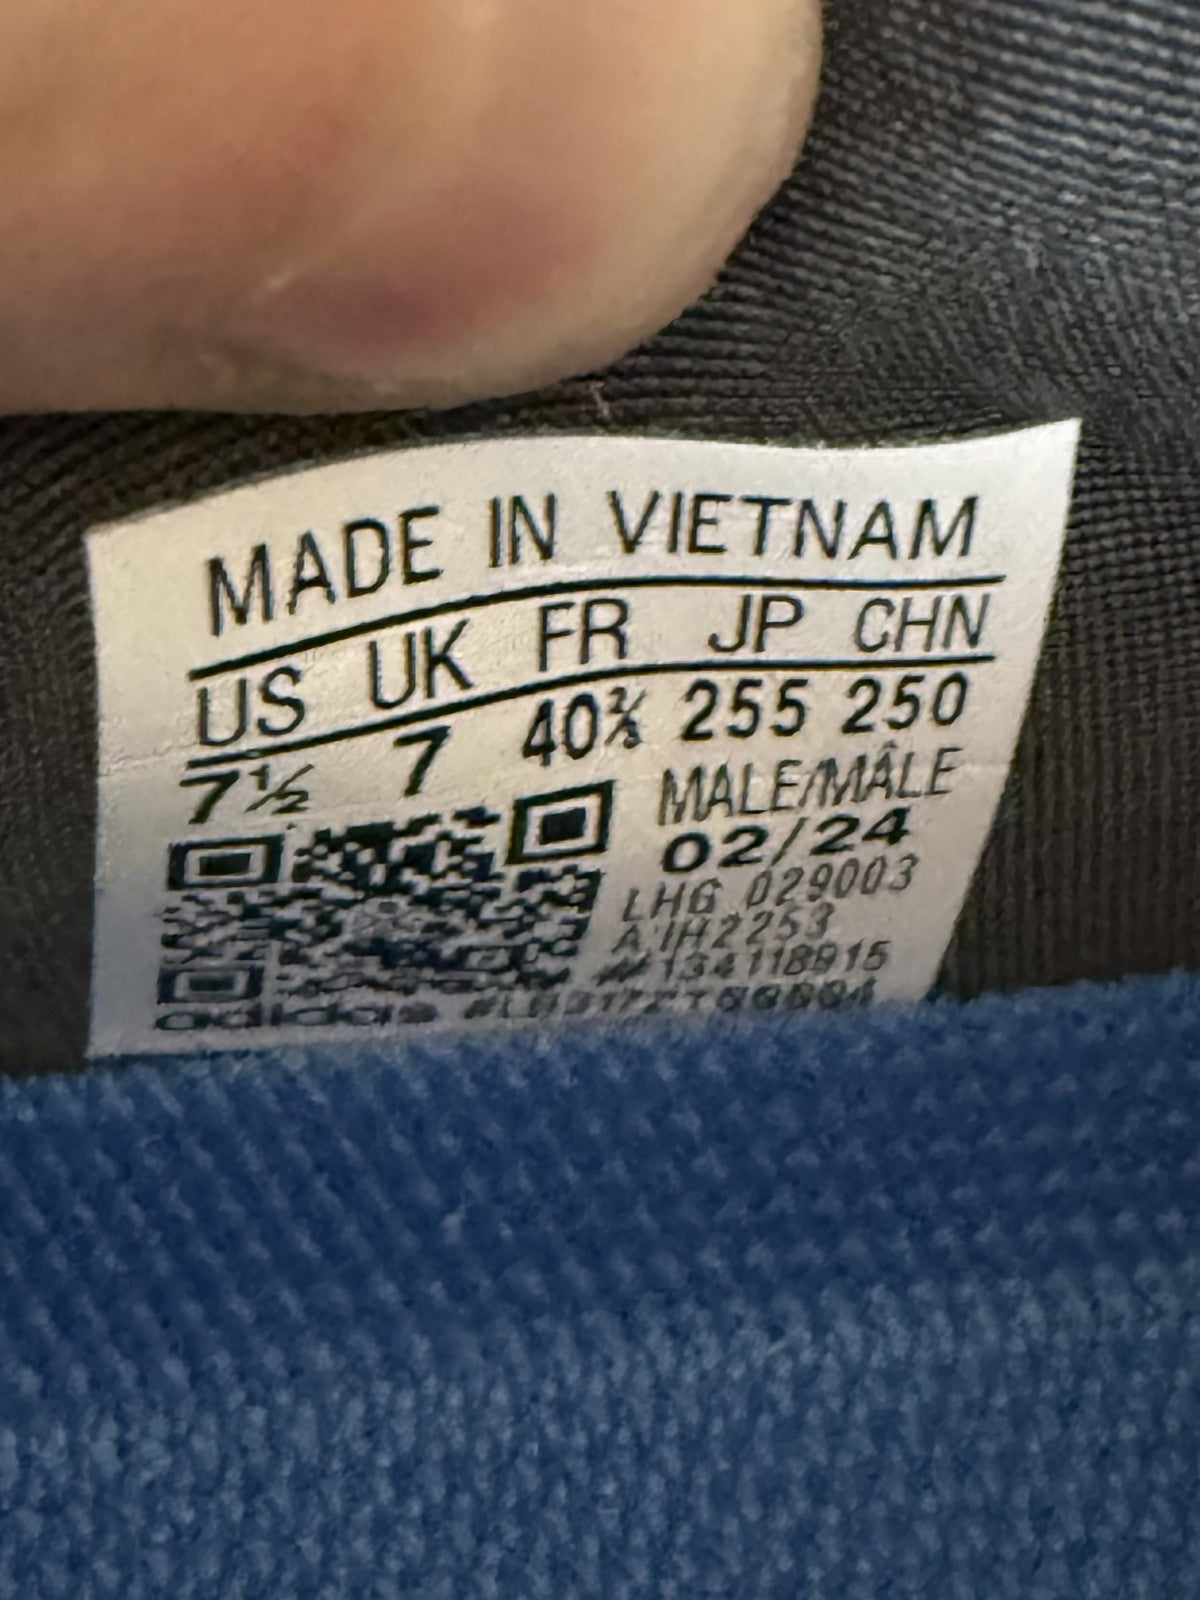 MADE IN VIETNAM
US UK FR JP CHN
7½ 7 40⅔ 255 250
MALE/MÂLE
02/24
LHG 029003
A IH2253
#134118915
adidas